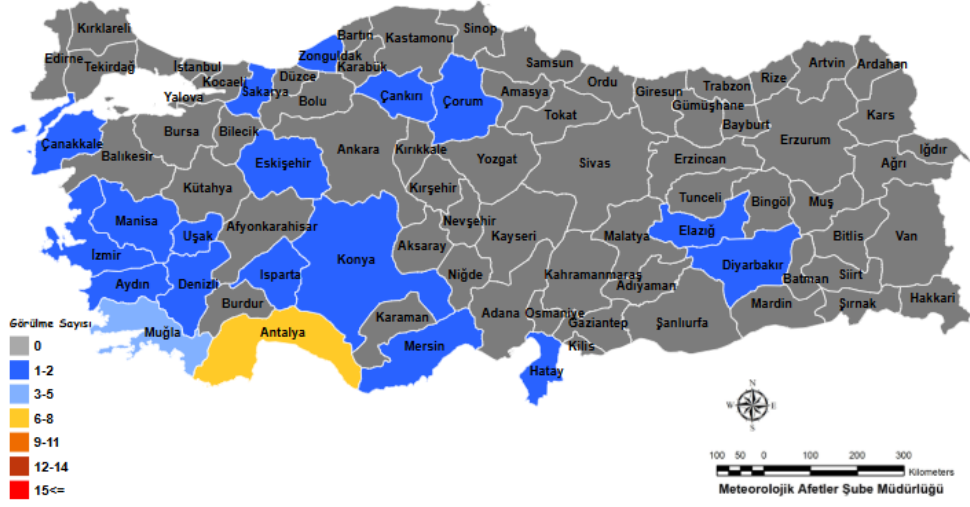 Kırklareli
Edirne
Tekirdağ
İstanbul
Kocaeli
Yalova
Sakarya
Düzce
Bolu
Zonguldak
Bartın
Karabük
Kastamonu
Sinop
Çankırı
Çorum
Samsun
Amasya
Tokat
Ordu
Giresun
Trabzon
Gümüşhane
Rize
Bayburt
Artvin
Ardahan
Kars
Erzurum
Iğdır
Ağrı
Çanakkale
Balıkesir
Bursa
Bilecik
Eskişehir
Kütahya
Ankara
Kırıkkale
Kırşehir
Yozgat
Sivas
Erzincan
Tunceli
Bingöl
Muş
Elazığ
Diyarbakır
Batman
Bitlis
Siirt
Van
Hakkari
Şırnak
Mardin
Manisa
Uşak
Afyonkarahisar
İzmir
Aydın
Denizli
Isparta
Burdur
Muğla
Antalya
Konya
Aksaray
Nevşehir
Niğde
Kayseri
Karaman
Mersin
Adana
Osmaniye
Kahramanmaraş
Malatya
Adıyaman
Gaziantep
Kilis
Şanlıurfa
Hatay
Görülme Sayısı
0
1-2
3-5
6-8
9-11
12-14
15<=
N
W
E
S
100 50 0 100 200 300
Kilometers
Meteorolojik Afetler Şube Müdürlüğü